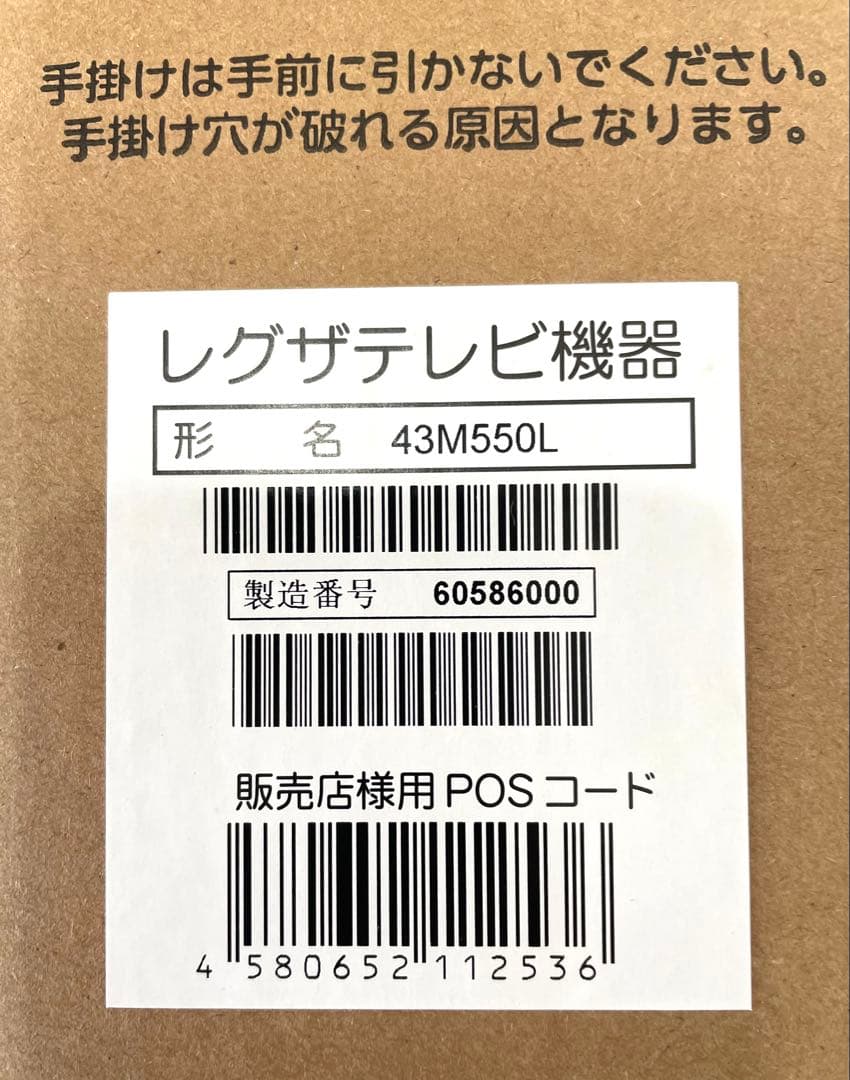 手掛けは手前に引かないでください。
手掛け穴が破れる原因となります。
レグザテレビ機器
形 名 43M550L
製造番号 60586000
販売店様用POSコード
4 580652 112536